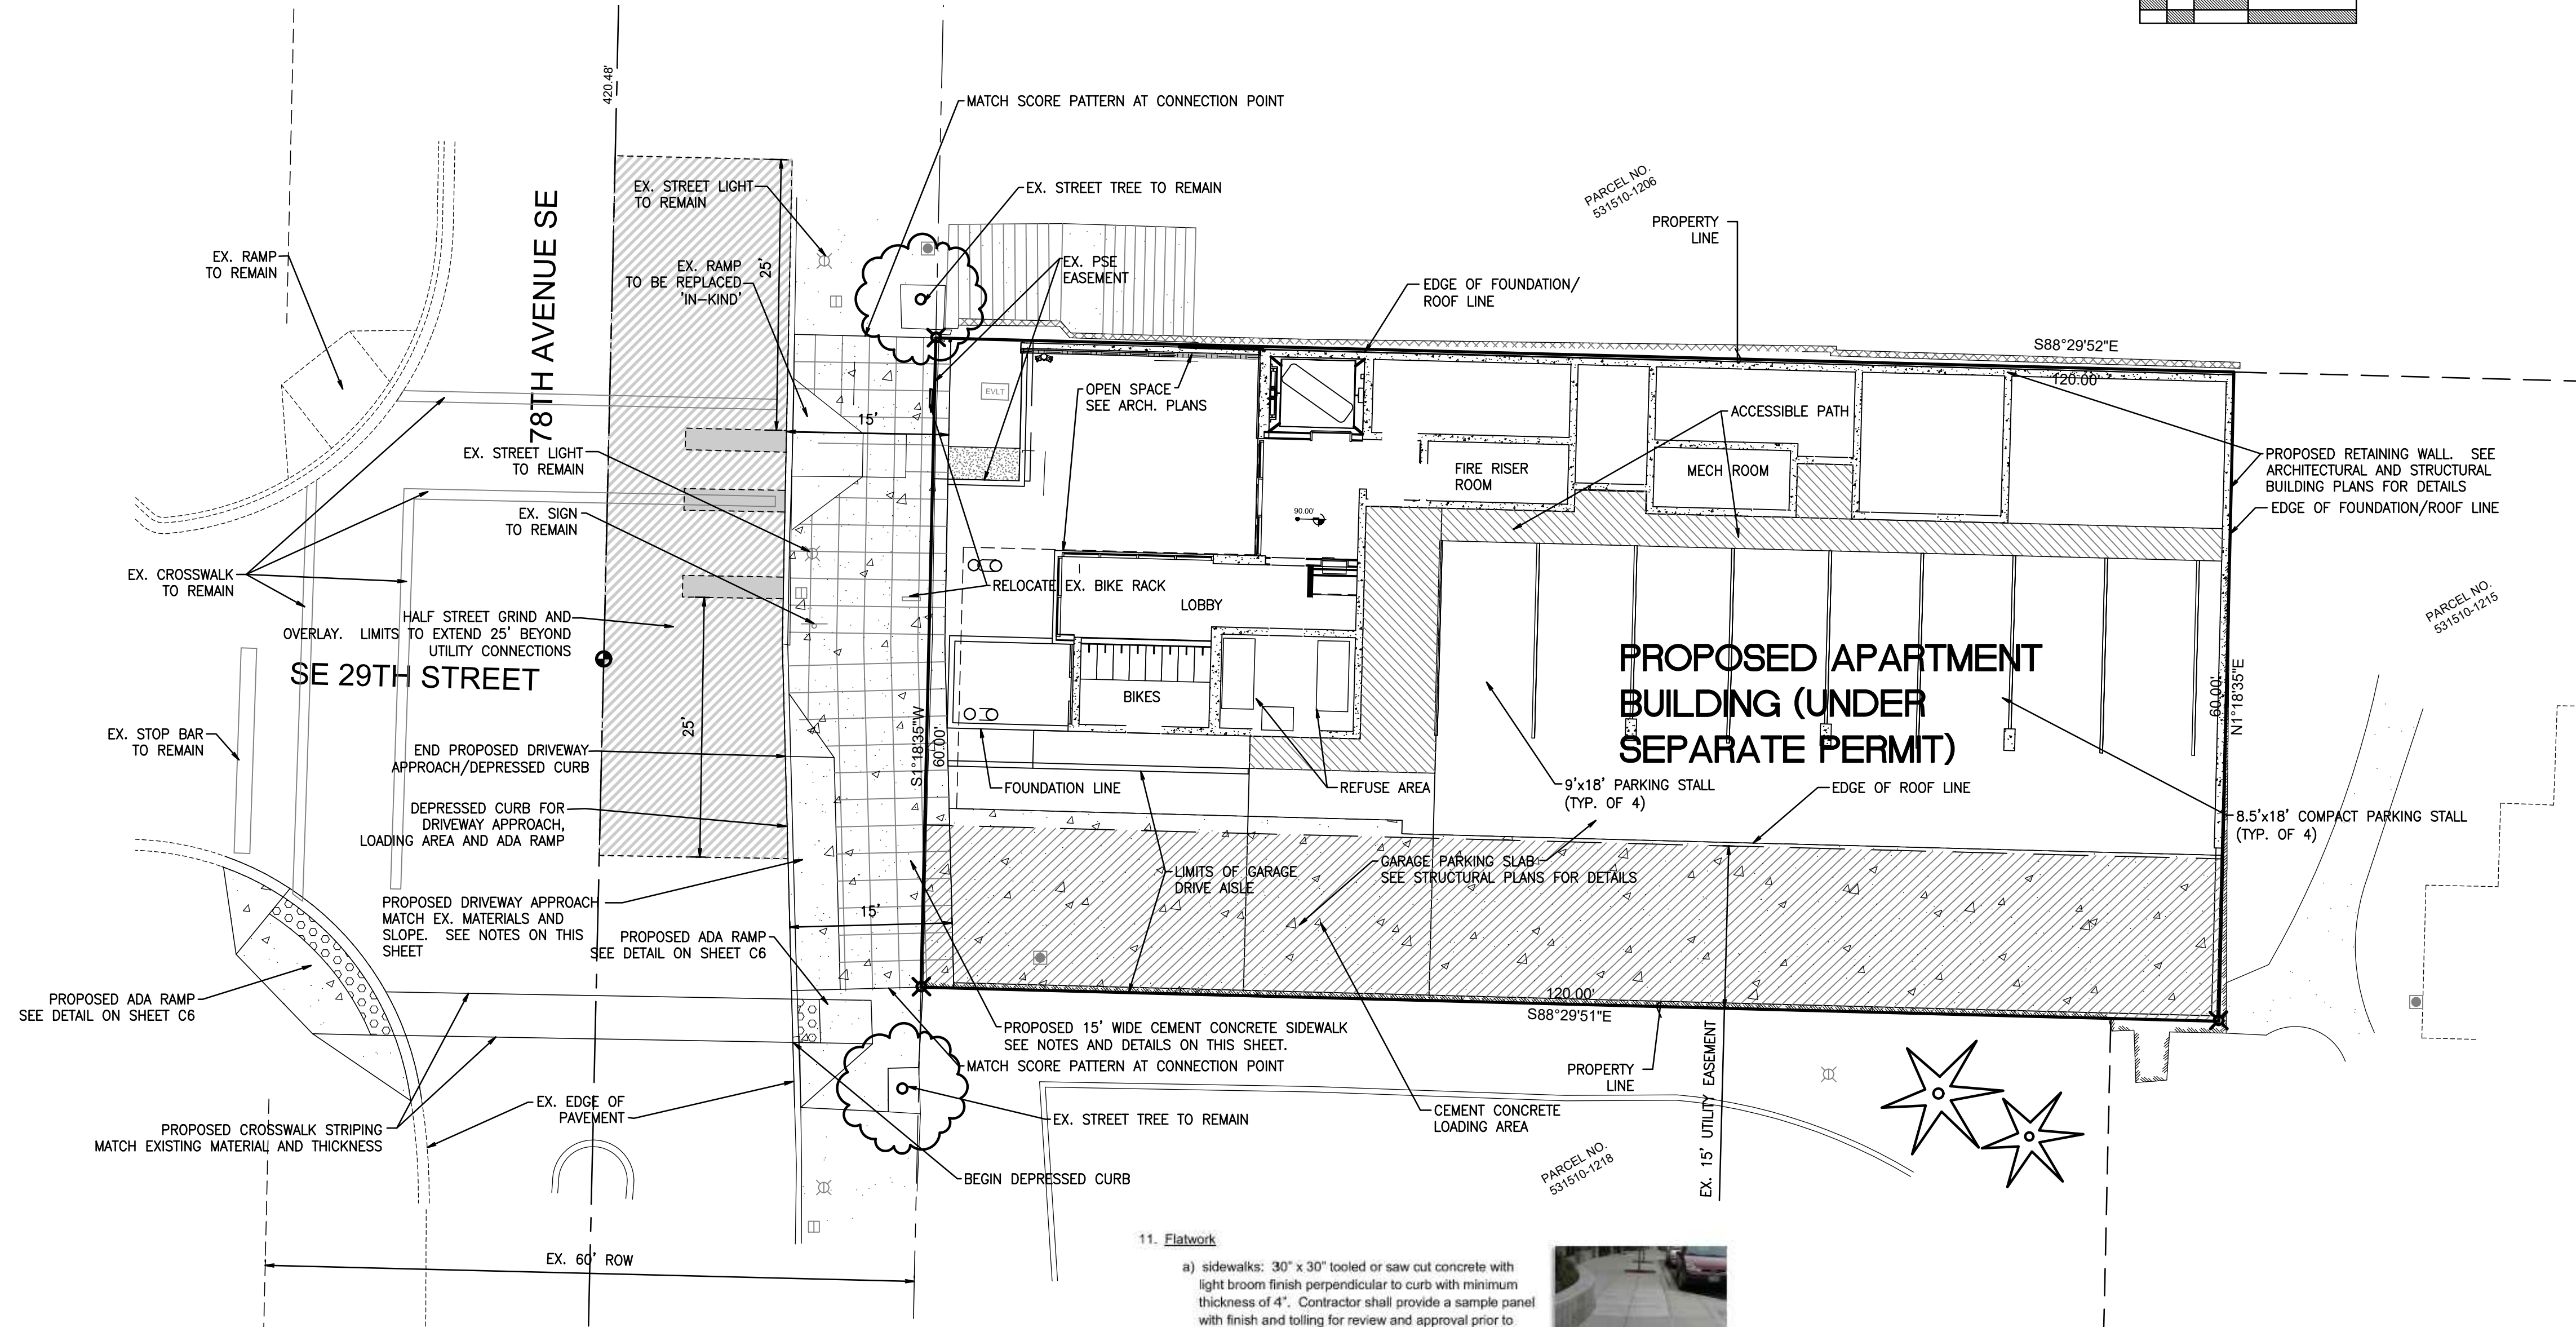 420.48'
MATCH SCORE PATTERN AT CONNECTION POINT
78TH AVENUE SE
EX. STREET LIGHT
TO REMAIN
EX. STREET TREE TO REMAIN
PARCEL NO.
531510-1206
PROPERTY
LINE
EX. RAMP
TO REMAIN
EX. RAMP
TO BE REPLACED
'IN-KIND'
25'
EX. PSE
EASEMENT
EDGE OF FOUNDATION/
ROOF LINE
S88°29'52"E
120.00'
EVLT
OPEN SPACE
SEE ARCH. PLANS
15'
ACCESSIBLE PATH
EX. STREET LIGHT
TO REMAIN
FIRE RISER
ROOM
MECH ROOM
PROPOSED RETAINING WALL. SEE
ARCHITECTURAL AND STRUCTURAL
BUILDING PLANS FOR DETAILS
EDGE OF FOUNDATION/ROOF LINE
90.00'
EX. SIGN
TO REMAIN
EX. CROSSWALK
TO REMAIN
RELOCATE EX. BIKE RACK
LOBBY
PARCEL NO.
531510-1215
HALF STREET GRIND AND
OVERLAY. LIMITS TO EXTEND 25' BEYOND
UTILITY CONNECTIONS
SE 29TH STREET
PROPOSED APARTMENT
BUILDING (UNDER
SEPARATE PERMIT)
60.00'
N1°18'35"E
BIKES
25'
S1°18'35"W
60.00'
EX. STOP BAR
TO REMAIN
END PROPOSED DRIVEWAY
APPROACH/DEPRESSED CURB
FOUNDATION LINE
REFUSE AREA
9'x18' PARKING STALL
(TYP. OF 4)
EDGE OF ROOF LINE
8.5'x18' COMPACT PARKING STALL
(TYP. OF 4)
DEPRESSED CURB FOR
DRIVEWAY APPROACH,
LOADING AREA AND ADA RAMP
LIMITS OF GARAGE
DRIVE AISLE
GARAGE PARKING SLAB
SEE STRUCTURAL PLANS FOR DETAILS
PROPOSED DRIVEWAY APPROACH
MATCH EX. MATERIALS AND
SLOPE. SEE NOTES ON THIS
SHEET
15'
PROPOSED ADA RAMP
SEE DETAIL ON SHEET C6
PROPOSED ADA RAMP
SEE DETAIL ON SHEET C6
120.00'
S88°29'51"E
PROPOSED 15' WIDE CEMENT CONCRETE SIDEWALK
SEE NOTES AND DETAILS ON THIS SHEET.
MATCH SCORE PATTERN AT CONNECTION POINT
PROPERTY
LINE
EX. 15' UTILITY EASEMENT
EX. EDGE OF
PAVEMENT
EX. STREET TREE TO REMAIN
CEMENT CONCRETE
LOADING AREA
PROPOSED CROSSWALK STRIPING
MATCH EXISTING MATERIAL AND THICKNESS
PARCEL NO.
531510-1218
BEGIN DEPRESSED CURB
EX. 60' ROW
11. Flatwork
a) sidewalks: 30" x 30" tooled or saw cut concrete with
light broom finish perpendicular to curb with minimum
thickness of 4". Contractor shall provide a sample panel
with finish and tolling for review and approval prior to